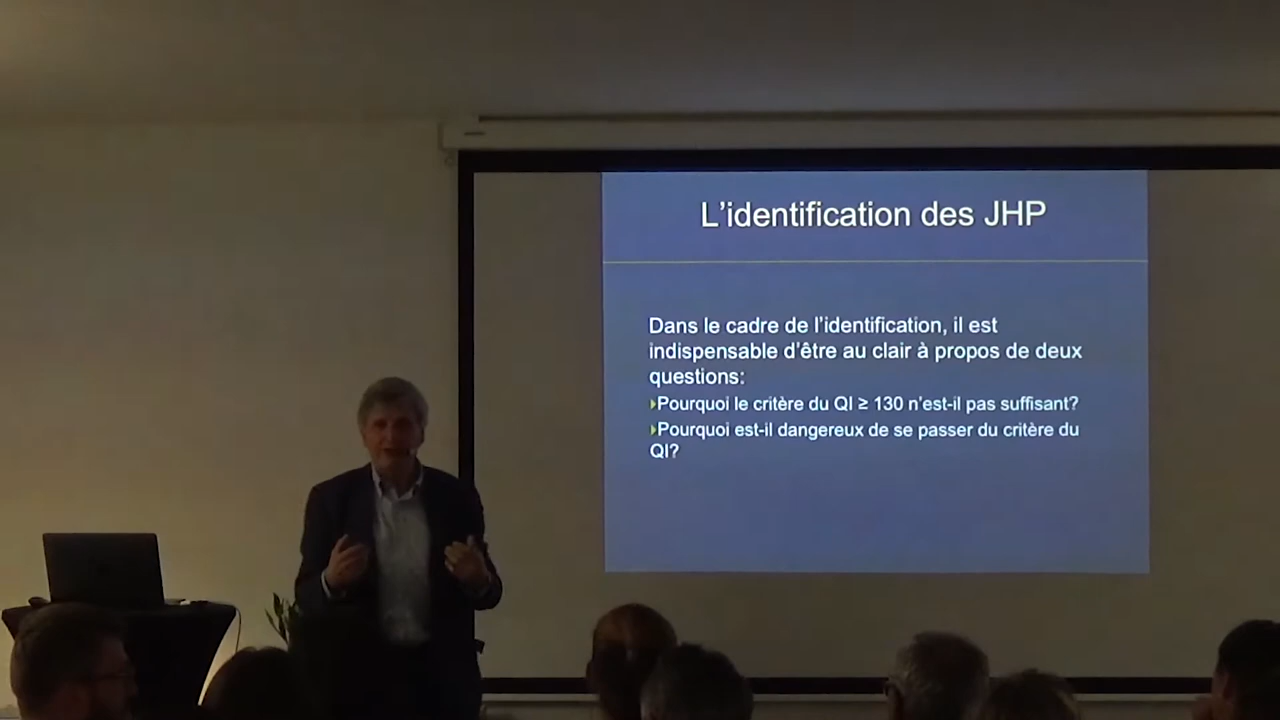 L’identification des JHP
Dans le cadre de l’identification, il est
indispensable d’être au clair à propos de deux
questions:
Pourquoi le critère du QI ≥ 130 n’est-il pas suffisant?
Pourquoi est-il dangereux de se passer du critère du
QI?